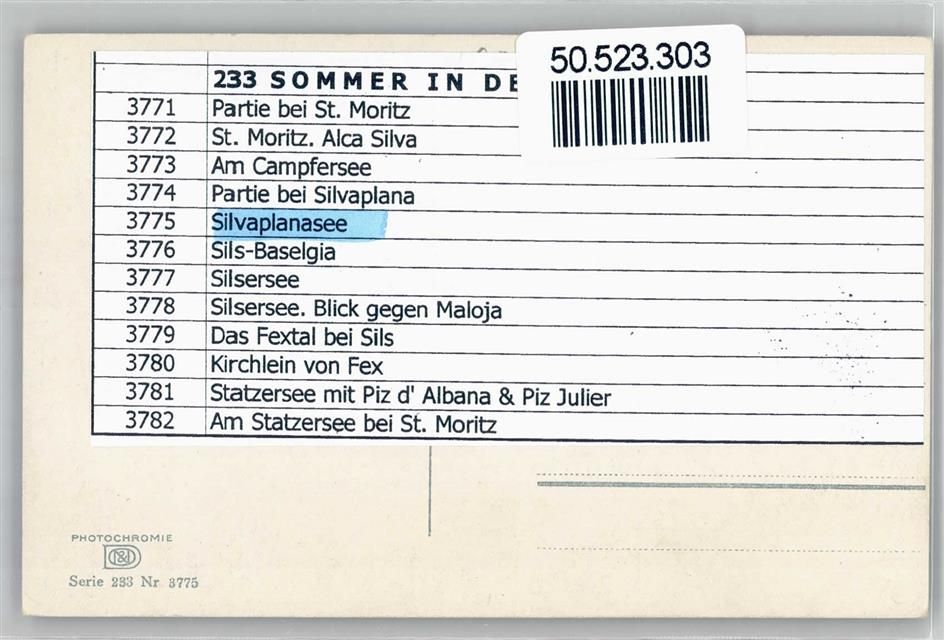 50.523.303
233 SOMMER IN DE
3771 Partie bei St. Moritz
3772 St. Moritz. Alca Silva
3773 Am Campfersee
3774 Partie bei Silvaplana
3775 Silvaplanasee
3776 Sils-Baselgia
3777 Silsersee
3778 Silsersee. Blick gegen Maloja
3779 Das Fextal bei Sils
3780 Kirchlein von Fex
3781 Statzersee mit Piz d' Albana & Piz Julier
3782 Am Statzersee bei St. Moritz
PHOTOCHROMIE
Serie 233 Nr 3775